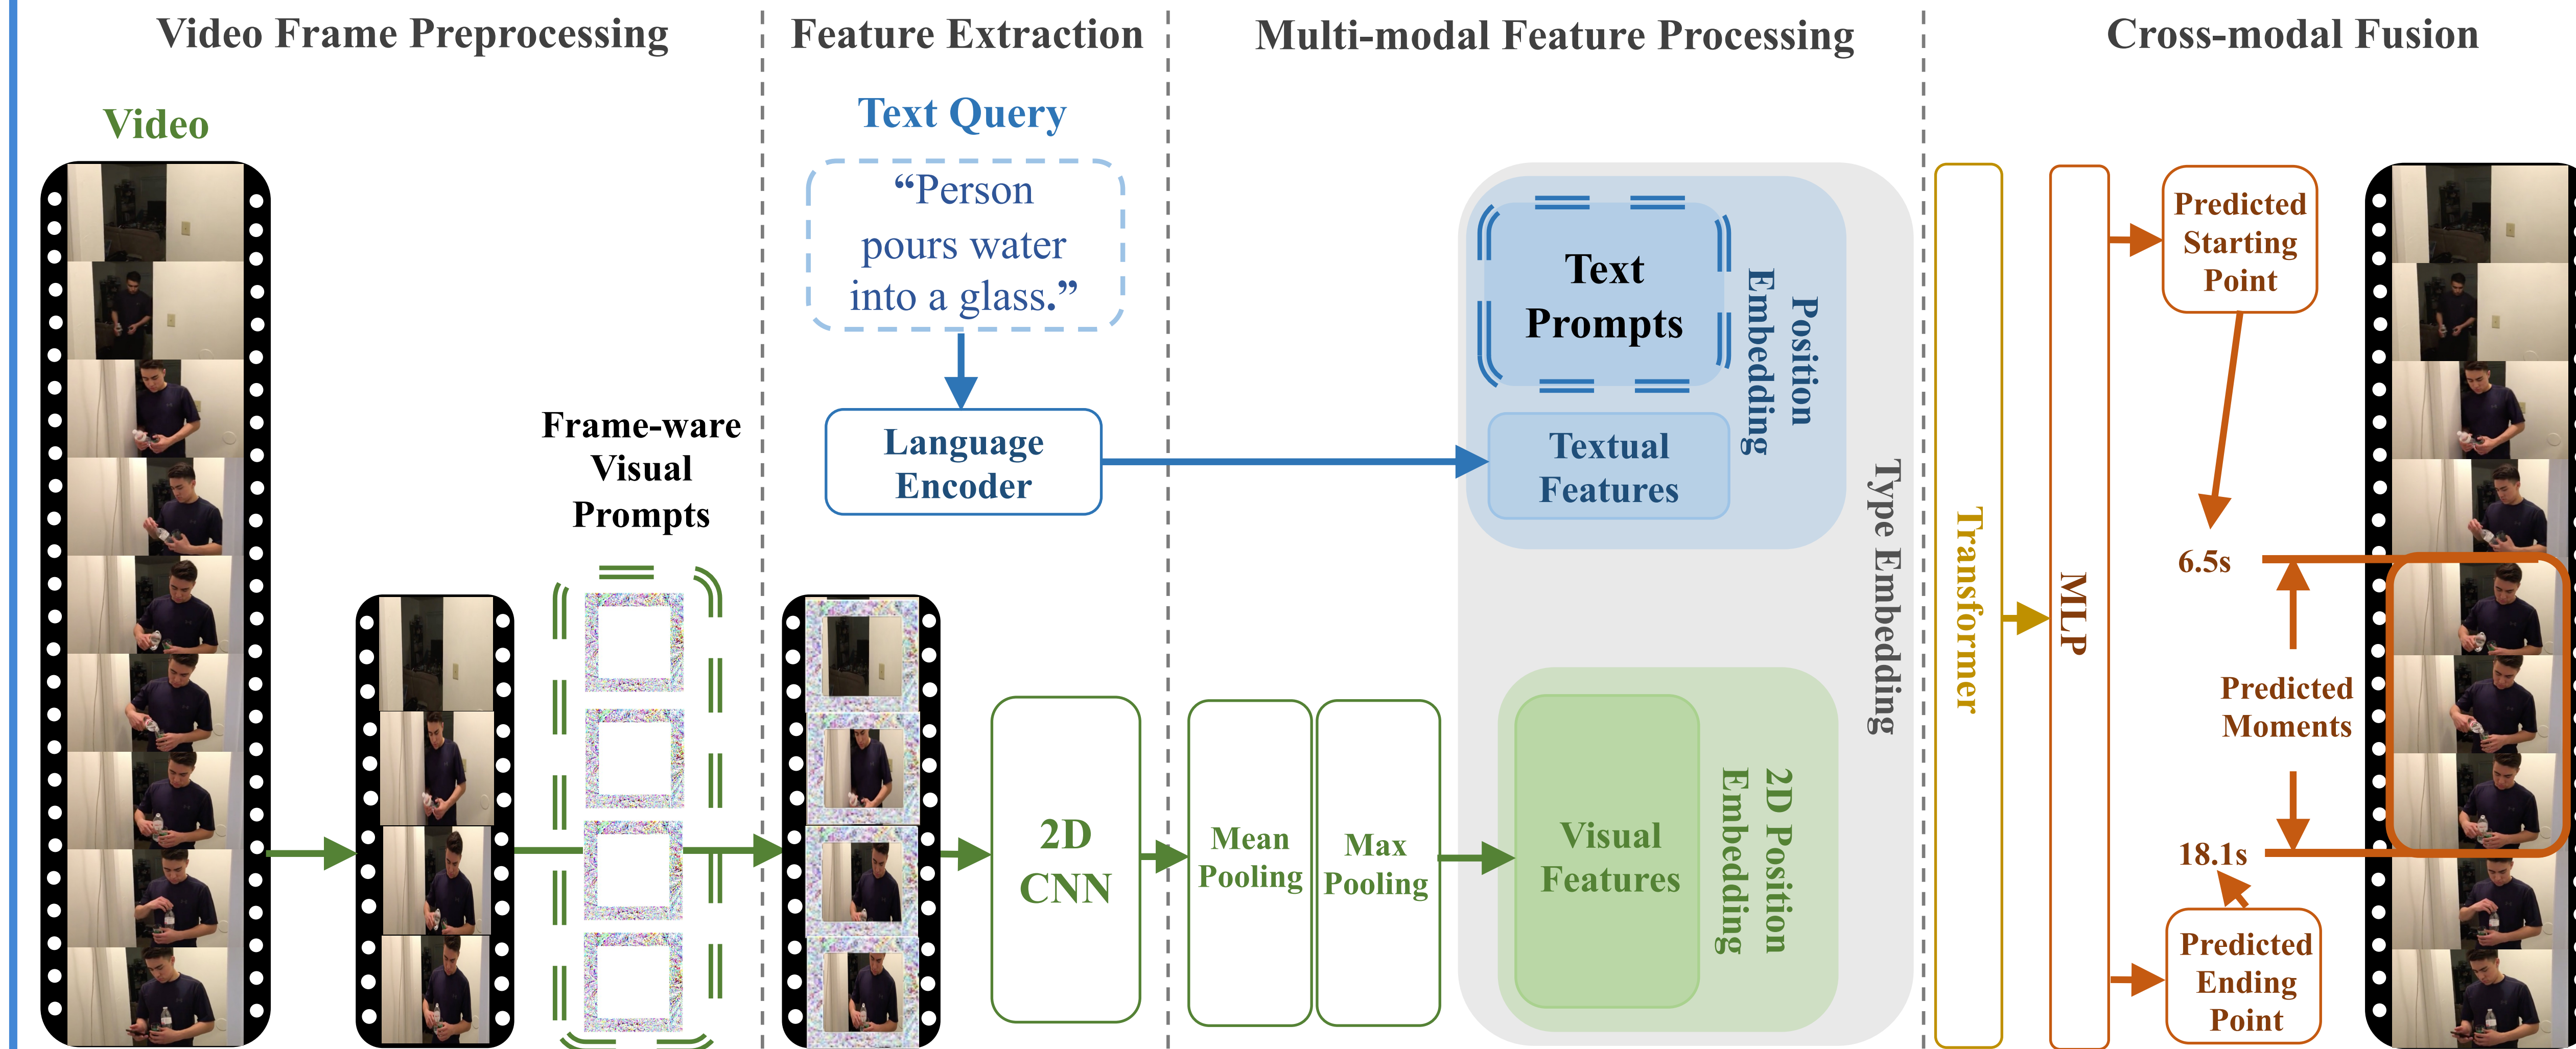 Video Frame Preprocessing
Feature Extraction
Multi-modal Feature Processing
Cross-modal Fusion
Video
Frame-ware
Visual
Prompts
Text Query
“Person
pours water
into a glass.”
Language
Encoder
2D
CNN
Mean
Pooling
Max
Pooling
Text
Prompts
Position
Embedding
Textual
Features
Type Embedding
Visual
Features
2D Position
Embedding
Transformer
MLP
Predicted
Starting
Point
6.5s
Predicted
Moments
18.1s
Predicted
Ending
Point